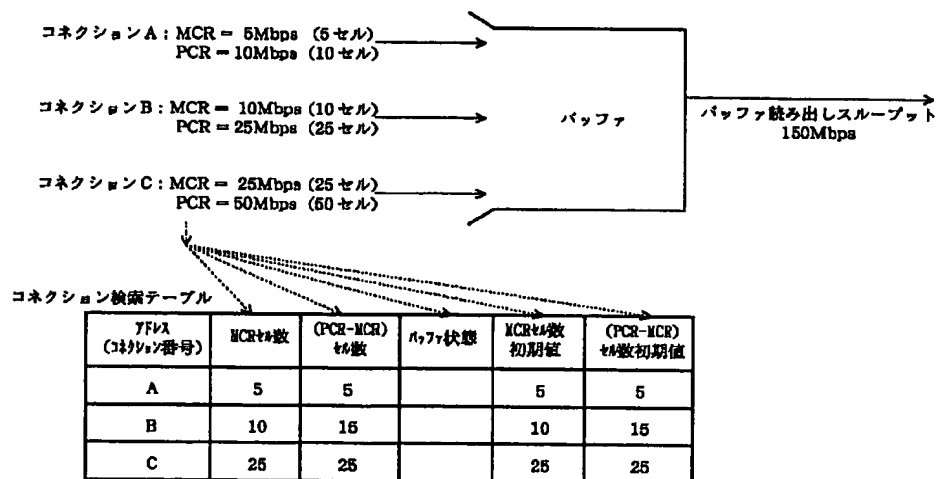 コネクションA:MCR = 5Mbps (5セル)
PCR = 10Mbps (10セル)
コネクションB:MCR = 10Mbps (10セル)
PCR = 25Mbps (25セル)
コネクションC:MCR = 25Mbps (25セル)
PCR = 50Mbps (50セル)
バッファ
バッファ読み出しスループット
150Mbps
コネクション検索テーブル
アドレス (コネクション番号) MCRセル数 (PCR-MCR) セル数 バッファ状態 MCRセル数 初期値 (PCR-MCR) セル数初期値
A 5 5 5 5
B 10 15 10 15
C 25 25 25 25